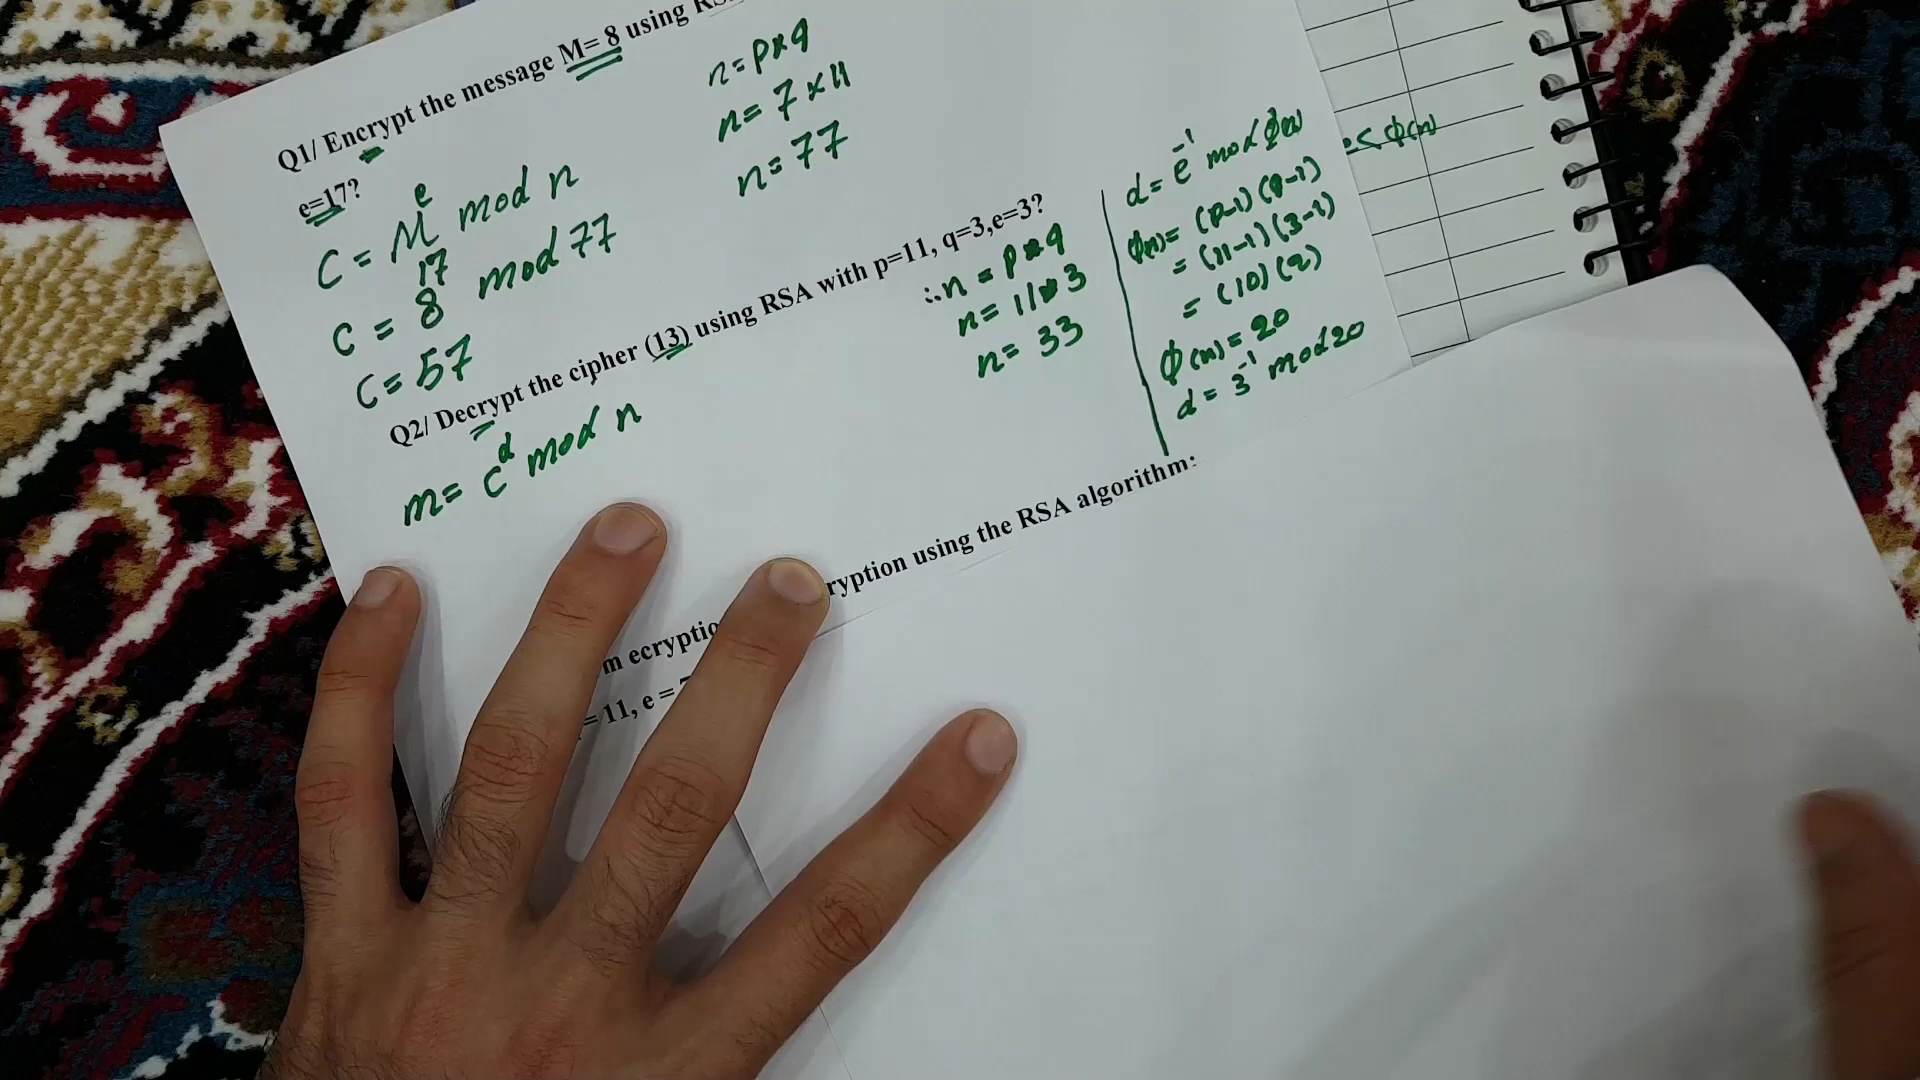 Q1/ Encrypt the message M= 8 using
e=17?
n = p*q
n = 7 × 11
n = 77
C = M^e mod n
C = 8^17 mod 77
C = 57
Q2/ Decrypt the cipher (13) using RSA with p=11, q=3,e=3?
m = c^d mod n
∴ n = p*q
n = 11*3
n = 33
d = e^-1 mod ϕ(n)
ϕ(n) = (p-1)(q-1)
= (11-1)(3-1)
= (10)(2)
ϕ(n) = 20
d = 3^-1 mod 20
< ϕ(n)
ryption using the RSA algorithm:
m ecryptio
= 11, e =